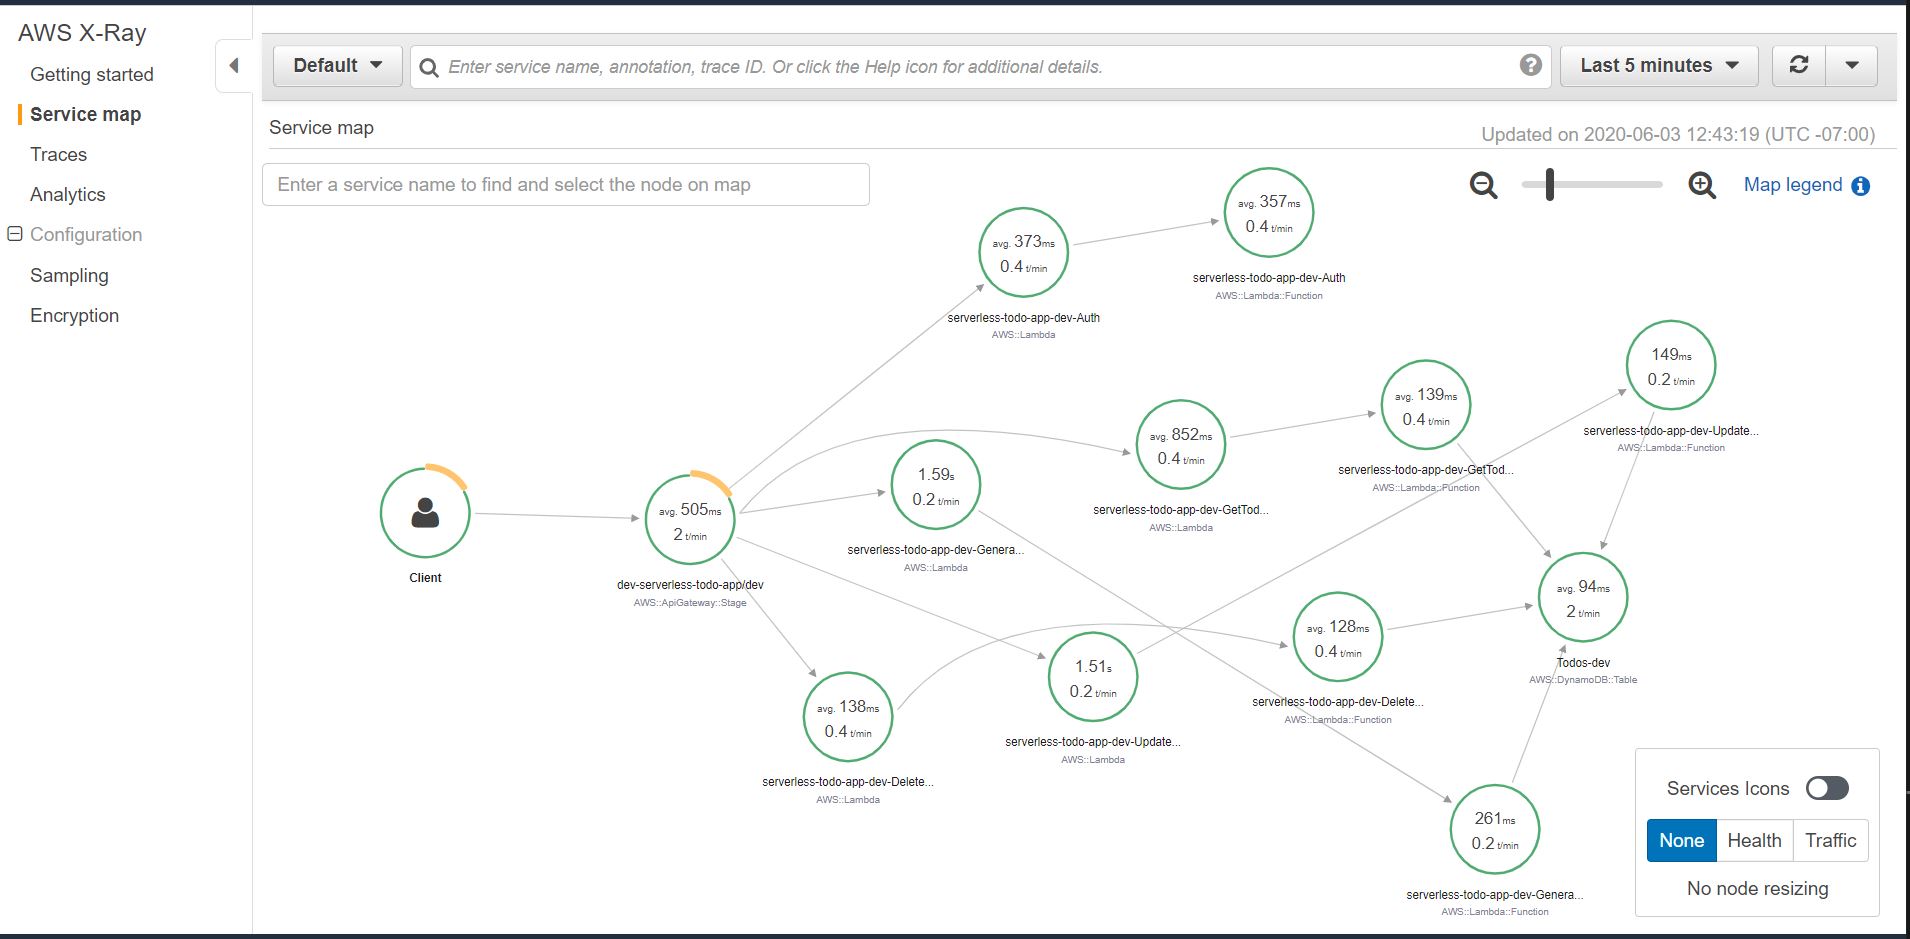 AWS X-Ray
Getting started
Service map
Traces
Analytics
Configuration
Sampling
Encryption
Default
Enter service name, annotation, trace ID. Or click the Help icon for additional details.
?
Last 5 minutes
Service map
Updated on 2020-06-03 12:43:19 (UTC -07:00)
Enter a service name to find and select the node on map
Map legend
avg. 357ms
0.4 t/min
serverless-todo-app-dev-Auth
AWS::Lambda::Function
avg. 373ms
0.4 t/min
serverless-todo-app-dev-Auth
AWS::Lambda
149ms
0.2 t/min
serverless-todo-app-dev-Update...
AWS::Lambda::Function
avg. 139ms
0.4 t/min
serverless-todo-app-dev-GetTod...
AWS::Lambda::Function
avg. 852ms
0.4 t/min
serverless-todo-app-dev-GetTod...
AWS::Lambda
1.59s
0.2 t/min
serverless-todo-app-dev-Genera...
AWS::Lambda
Client
avg. 505ms
2 t/min
dev-serverless-todo-app/dev
AWS::ApiGateway::Stage
avg. 94ms
2 t/min
Todos-dev
AWS::DynamoDB::Table
avg. 128ms
0.4 t/min
serverless-todo-app-dev-Delete...
AWS::Lambda::Function
1.51s
0.2 t/min
serverless-todo-app-dev-Update...
AWS::Lambda
avg. 138ms
0.4 t/min
serverless-todo-app-dev-Delete...
AWS::Lambda
261ms
0.2 t/min
serverless-todo-app-dev-Genera...
AWS::Lambda::Function
Services Icons
None Health Traffic
No node resizing